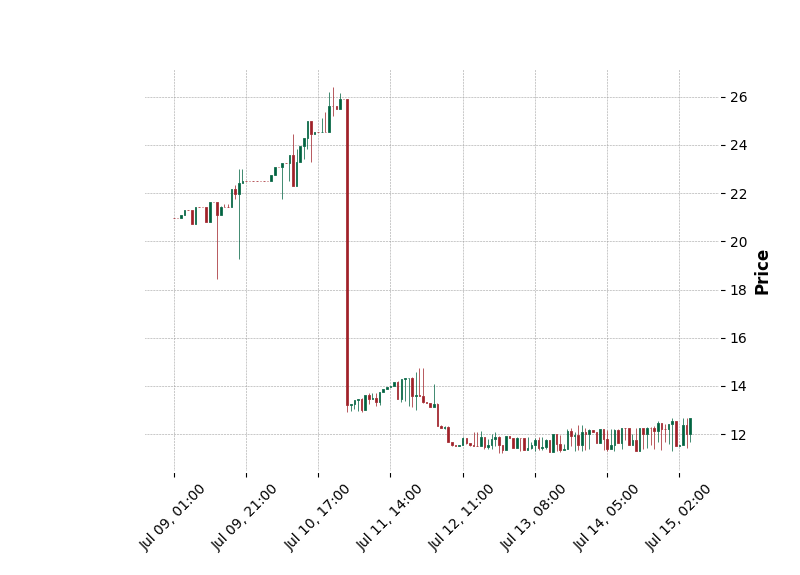 26
24
22
20
18
16
14
12
Price
Jul 09, 01:00
Jul 09, 21:00
Jul 10, 17:00
Jul 11, 14:00
Jul 12, 11:00
Jul 13, 08:00
Jul 14, 05:00
Jul 15, 02:00